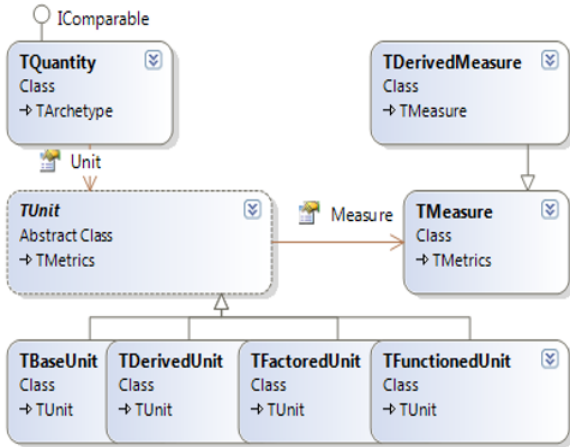 IComparable
TQuantity
Class
→ TArchetype
TDerivedMeasure
Class
→ TMeasure
Unit
TUnit
Abstract Class
→ TMetrics
Measure
TMeasure
Class
→ TMetrics
TBaseUnit
Class
→ TUnit
TDerivedUnit
Class
→ TUnit
TFactoredUnit
Class
→ TUnit
TFunctionedUnit
Class
→ TUnit